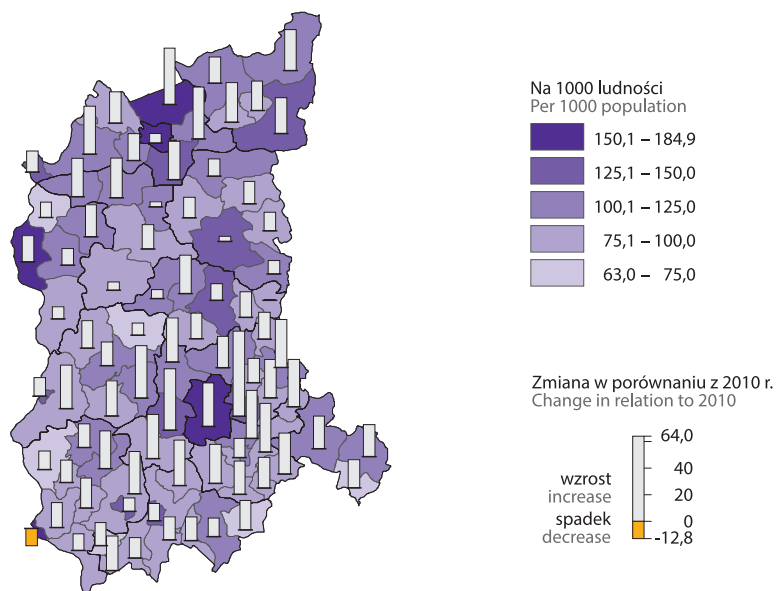 Na 1000 ludności
Per 1000 population
150,1 – 184,9
125,1 – 150,0
100,1 – 125,0
75,1 – 100,0
63,0 – 75,0
Zmiana w porównaniu z 2010 r.
Change in relation to 2010
64,0
40
20
0
-12,8
wzrost
increase
spadek
decrease